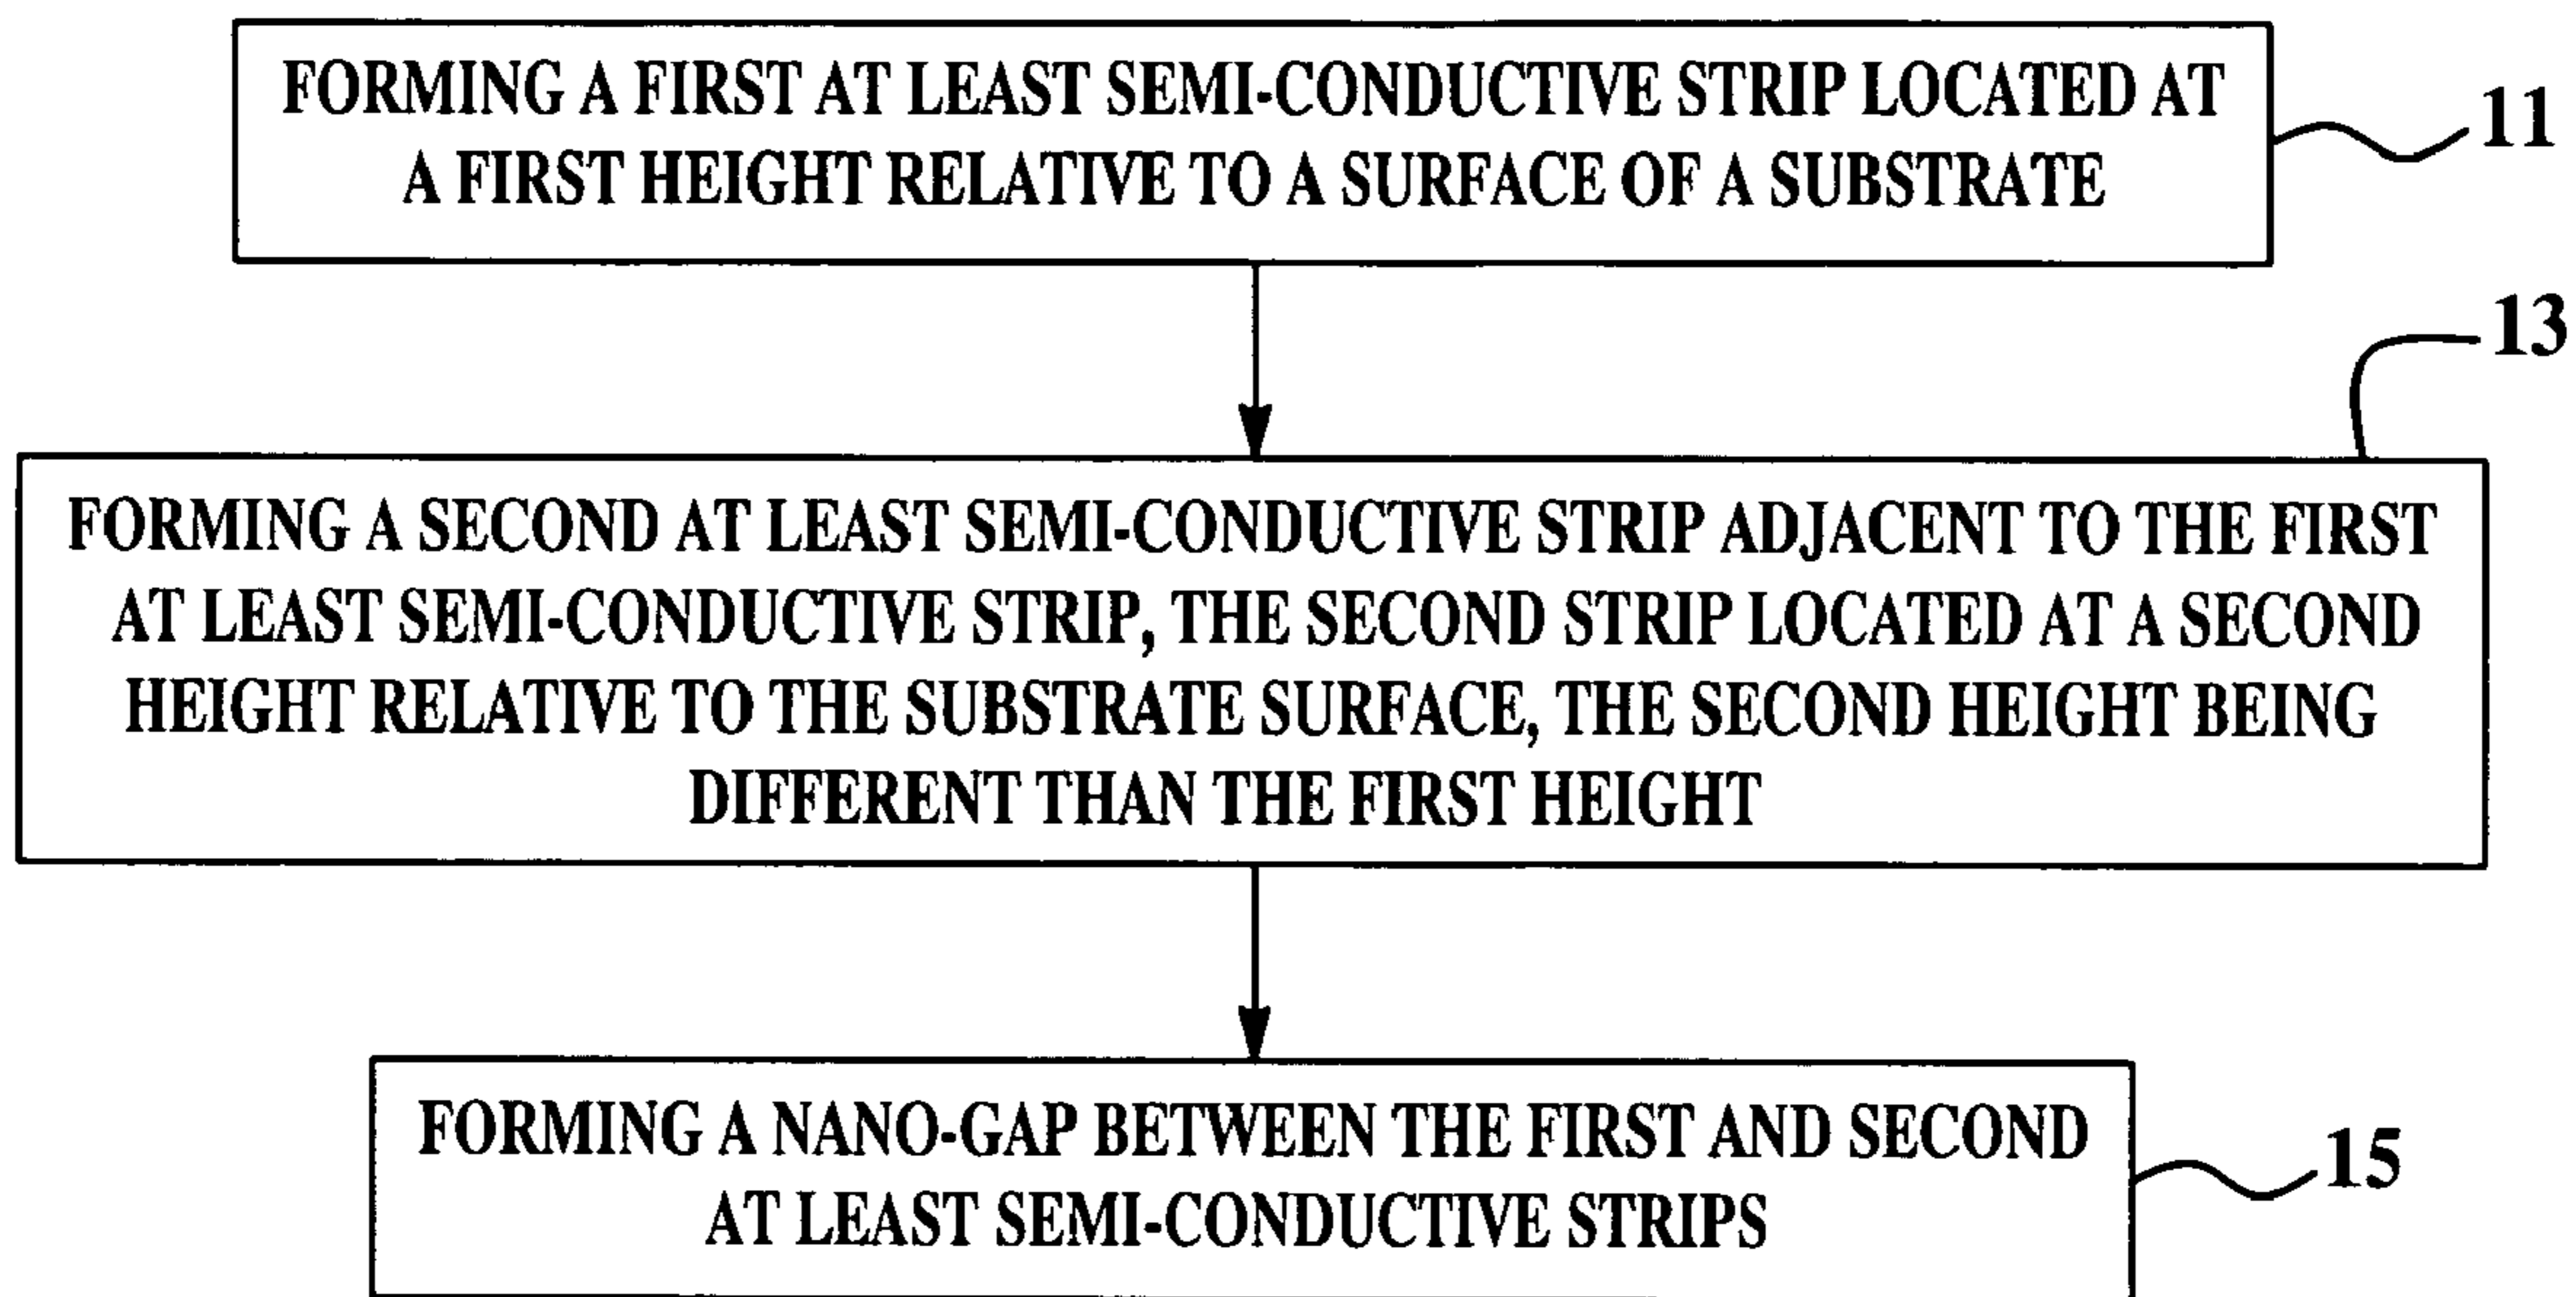 FORMING A FIRST AT LEAST SEMI-CONDUCTIVE STRIP LOCATED AT
A FIRST HEIGHT RELATIVE TO A SURFACE OF A SUBSTRATE
11
13
FORMING A SECOND AT LEAST SEMI-CONDUCTIVE STRIP ADJACENT TO THE FIRST
AT LEAST SEMI-CONDUCTIVE STRIP, THE SECOND STRIP LOCATED AT A SECOND
HEIGHT RELATIVE TO THE SUBSTRATE SURFACE, THE SECOND HEIGHT BEING
DIFFERENT THAN THE FIRST HEIGHT
FORMING A NANO-GAP BETWEEN THE FIRST AND SECOND
AT LEAST SEMI-CONDUCTIVE STRIPS
15